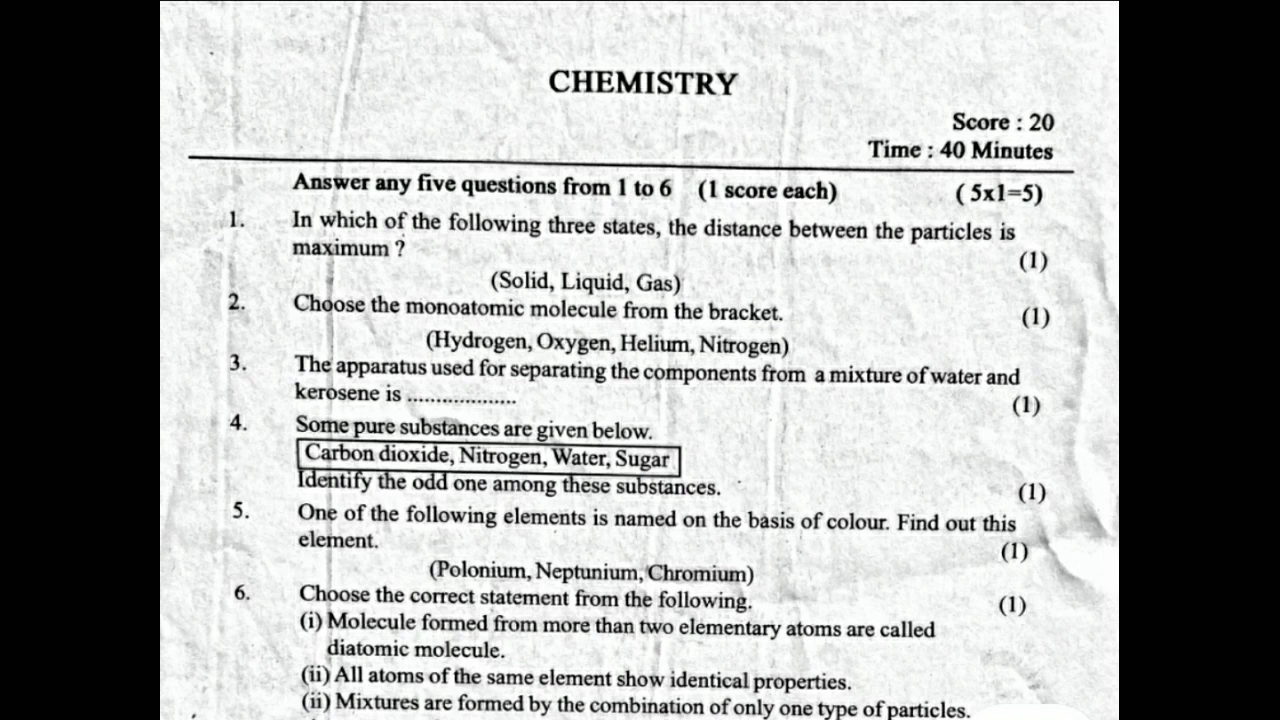 CHEMISTRY
Score : 20
Time : 40 Minutes
Answer any five questions from 1 to 6 (1 score each) ( 5x1=5)
1. In which of the following three states, the distance between the particles is
maximum ? (1)
(Solid, Liquid, Gas)
2. Choose the monoatomic molecule from the bracket. (1)
(Hydrogen, Oxygen, Helium, Nitrogen)
3. The apparatus used for separating the components from a mixture of water and
kerosene is ................... (1)
4. Some pure substances are given below.
Carbon dioxide, Nitrogen, Water, Sugar
Identify the odd one among these substances. (1)
5. One of the following elements is named on the basis of colour. Find out this
element. (1)
(Polonium, Neptunium, Chromium)
6. Choose the correct statement from the following. (1)
(i) Molecule formed from more than two elementary atoms are called
diatomic molecule.
(ii) All atoms of the same element show identical properties.
(ii) Mixtures are formed by the combination of only one type of particles.